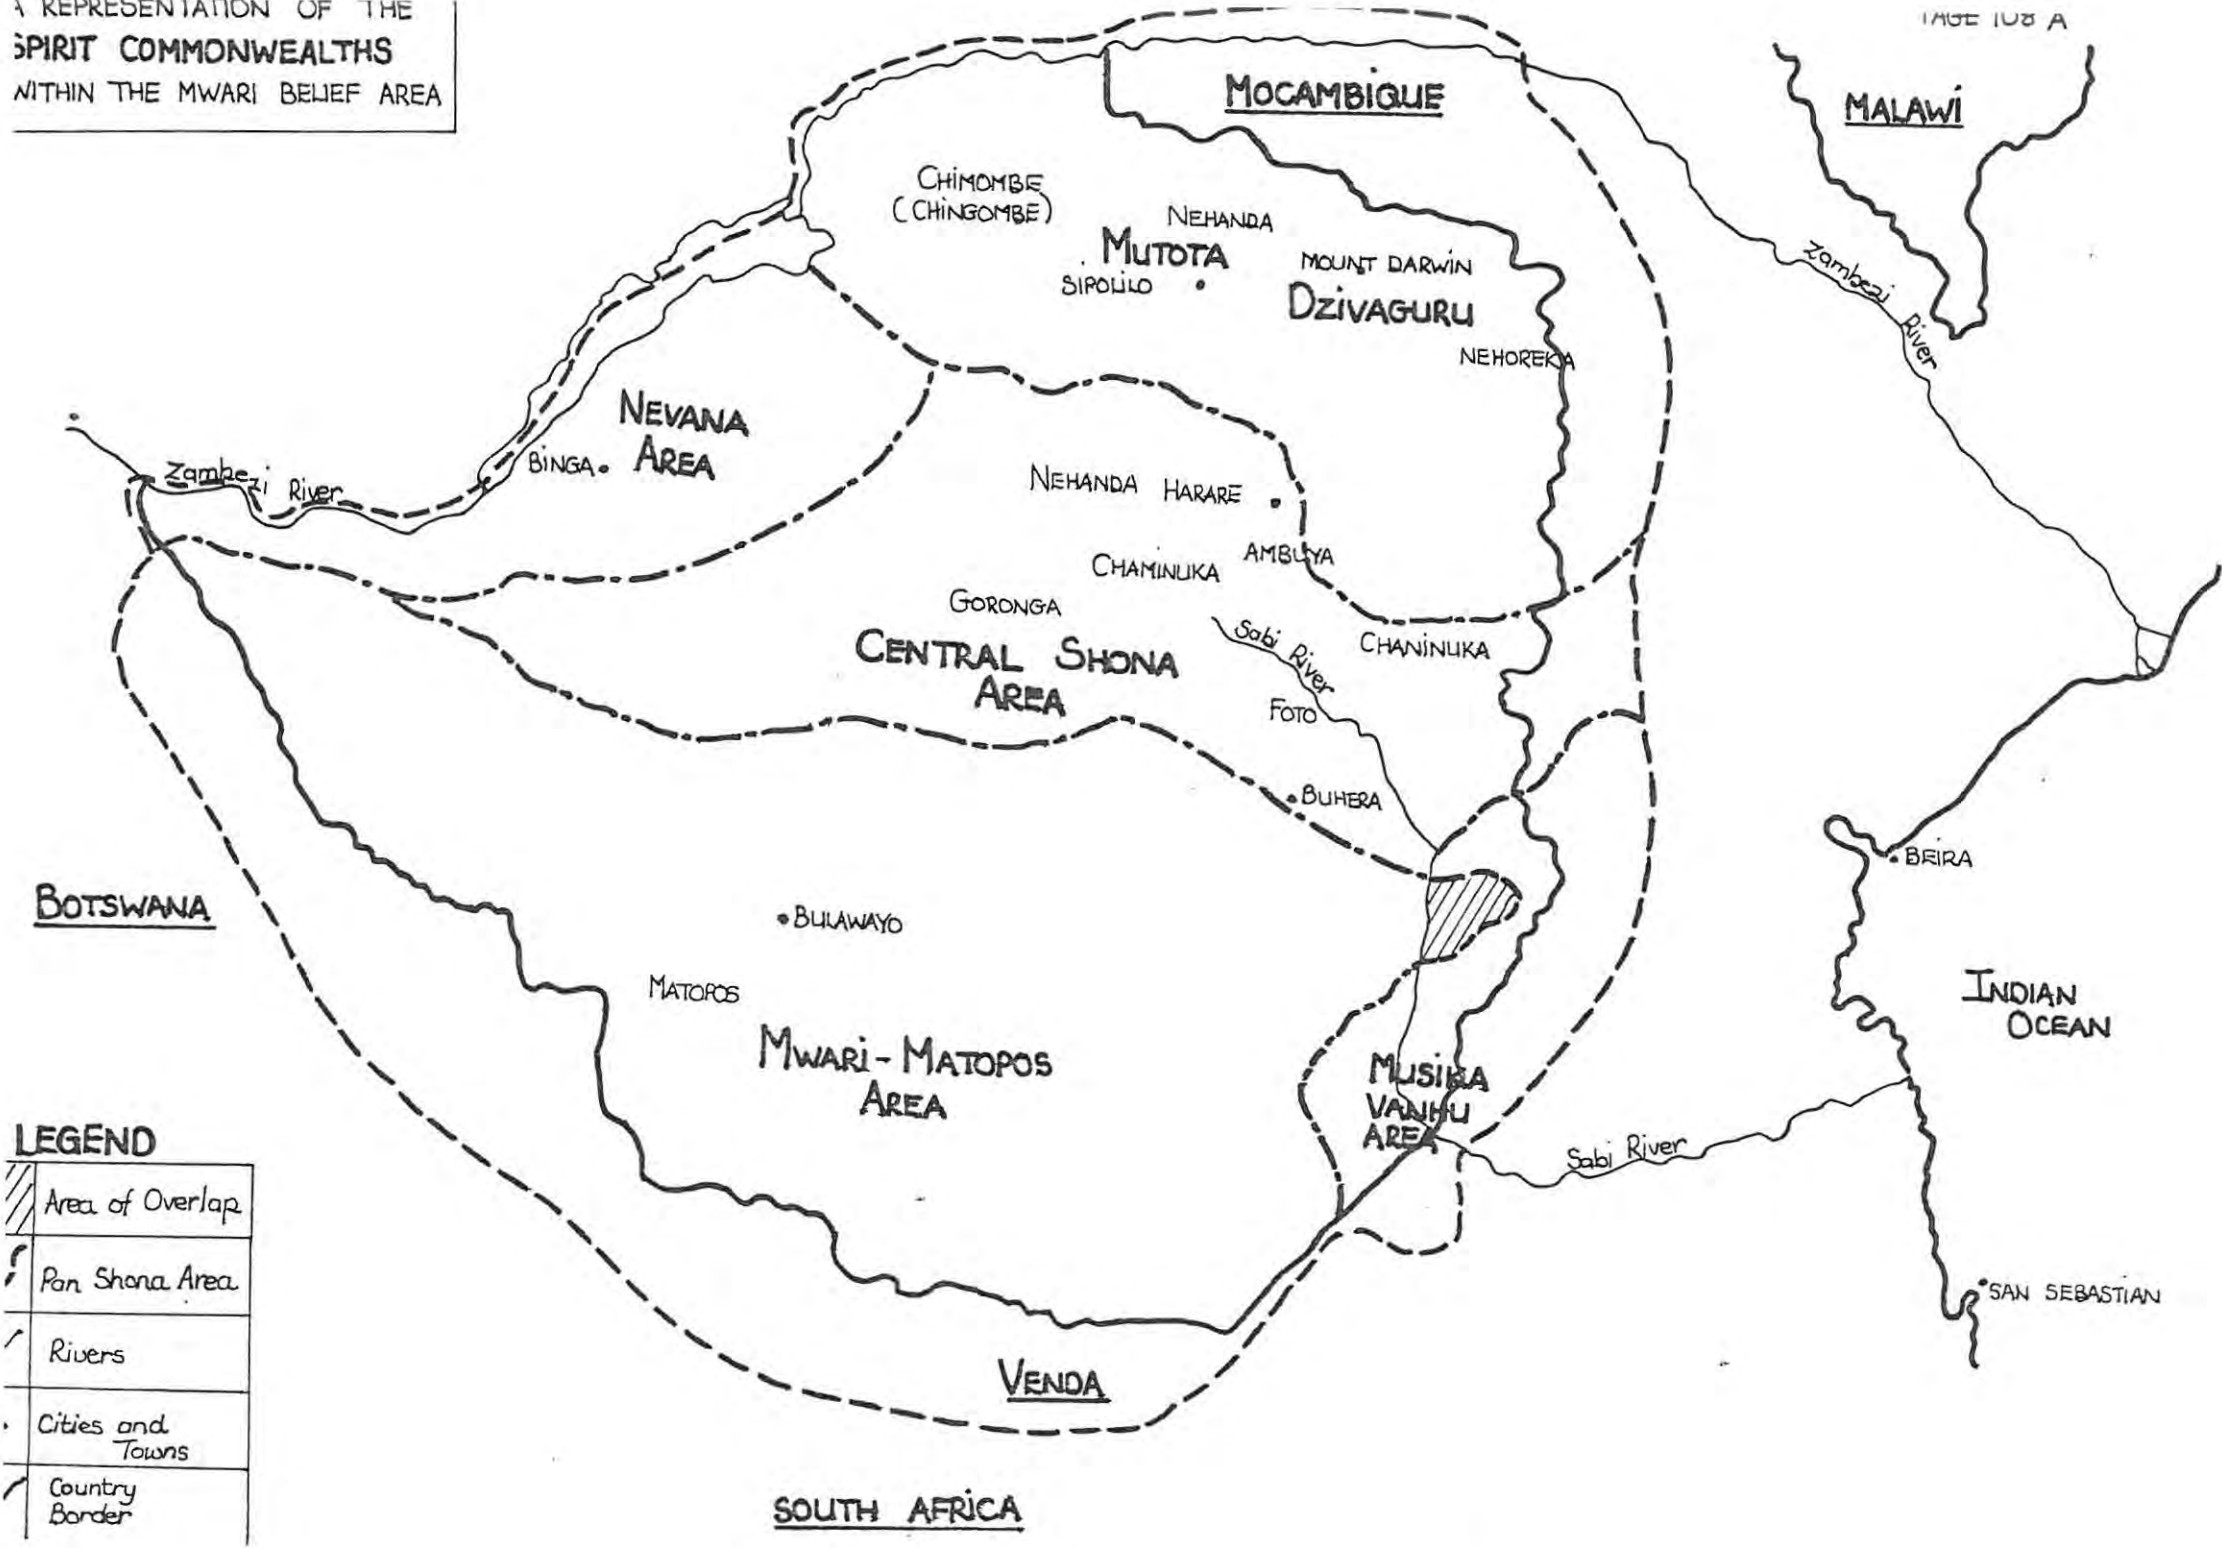 A REPRESENTATION OF THE
SPIRIT COMMONWEALTHS
WITHIN THE MWARI BELIEF AREA
PAGE 108 A
MOCAMBIQUE
MALAWI
CHIMOMBE
(CHINGOMBE)
NEHANDA
MUTOTA
SIPOLILO
MOUNT DARWIN
DZIVAGURU
NEHOREKA
Zambezi River
NEVANA
AREA
BINGA
Zambezi River
NEHANDA HARARE
AMBUYA
CHAMINUKA
GORONGA
CENTRAL SHONA
AREA
Sabi River
CHANINUKA
FOTO
BUHERA
BEIRA
BOTSWANA
BULAWAYO
MATOPOS
INDIAN
OCEAN
MWARI-MATOPOS
AREA
MUSIKA
VANHU
AREA
Sabi River
SAN SEBASTIAN
VENDA
SOUTH AFRICA
LEGEND
Area of Overlap
Pan Shona Area
Rivers
Cities and
Towns
Country
Border